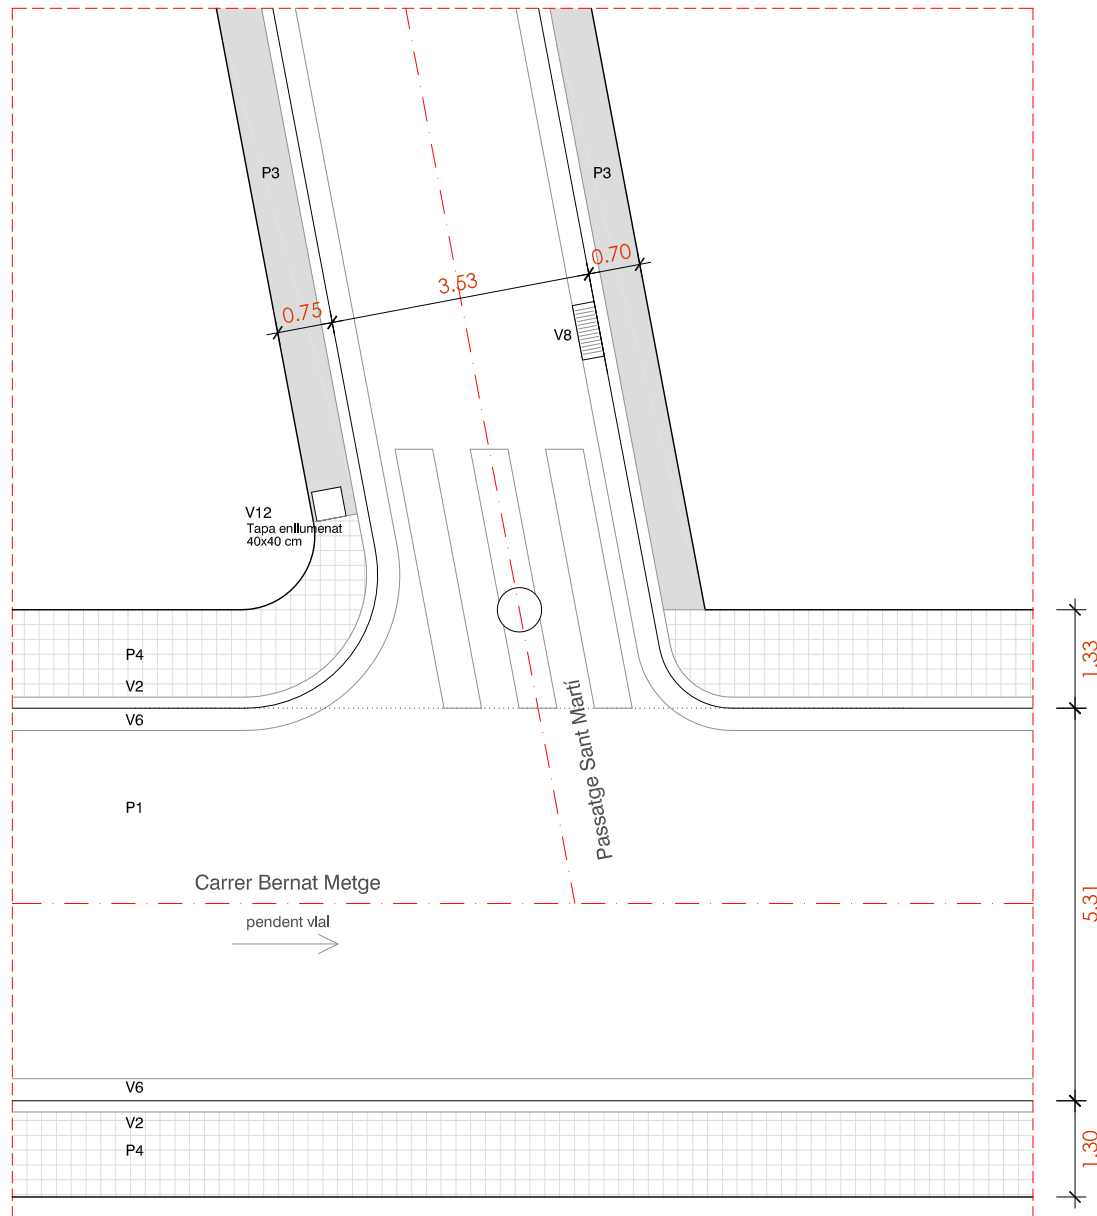 P3
P3
0.70
3.53
0.75
V8
V12
Tapa enllumenat
40x40 cm
P4
1.33
V2
V6
Passatge Sant Martí
P1
Carrer Bernat Metge
5.31
pendent vial
V6
V2
P4
1.30